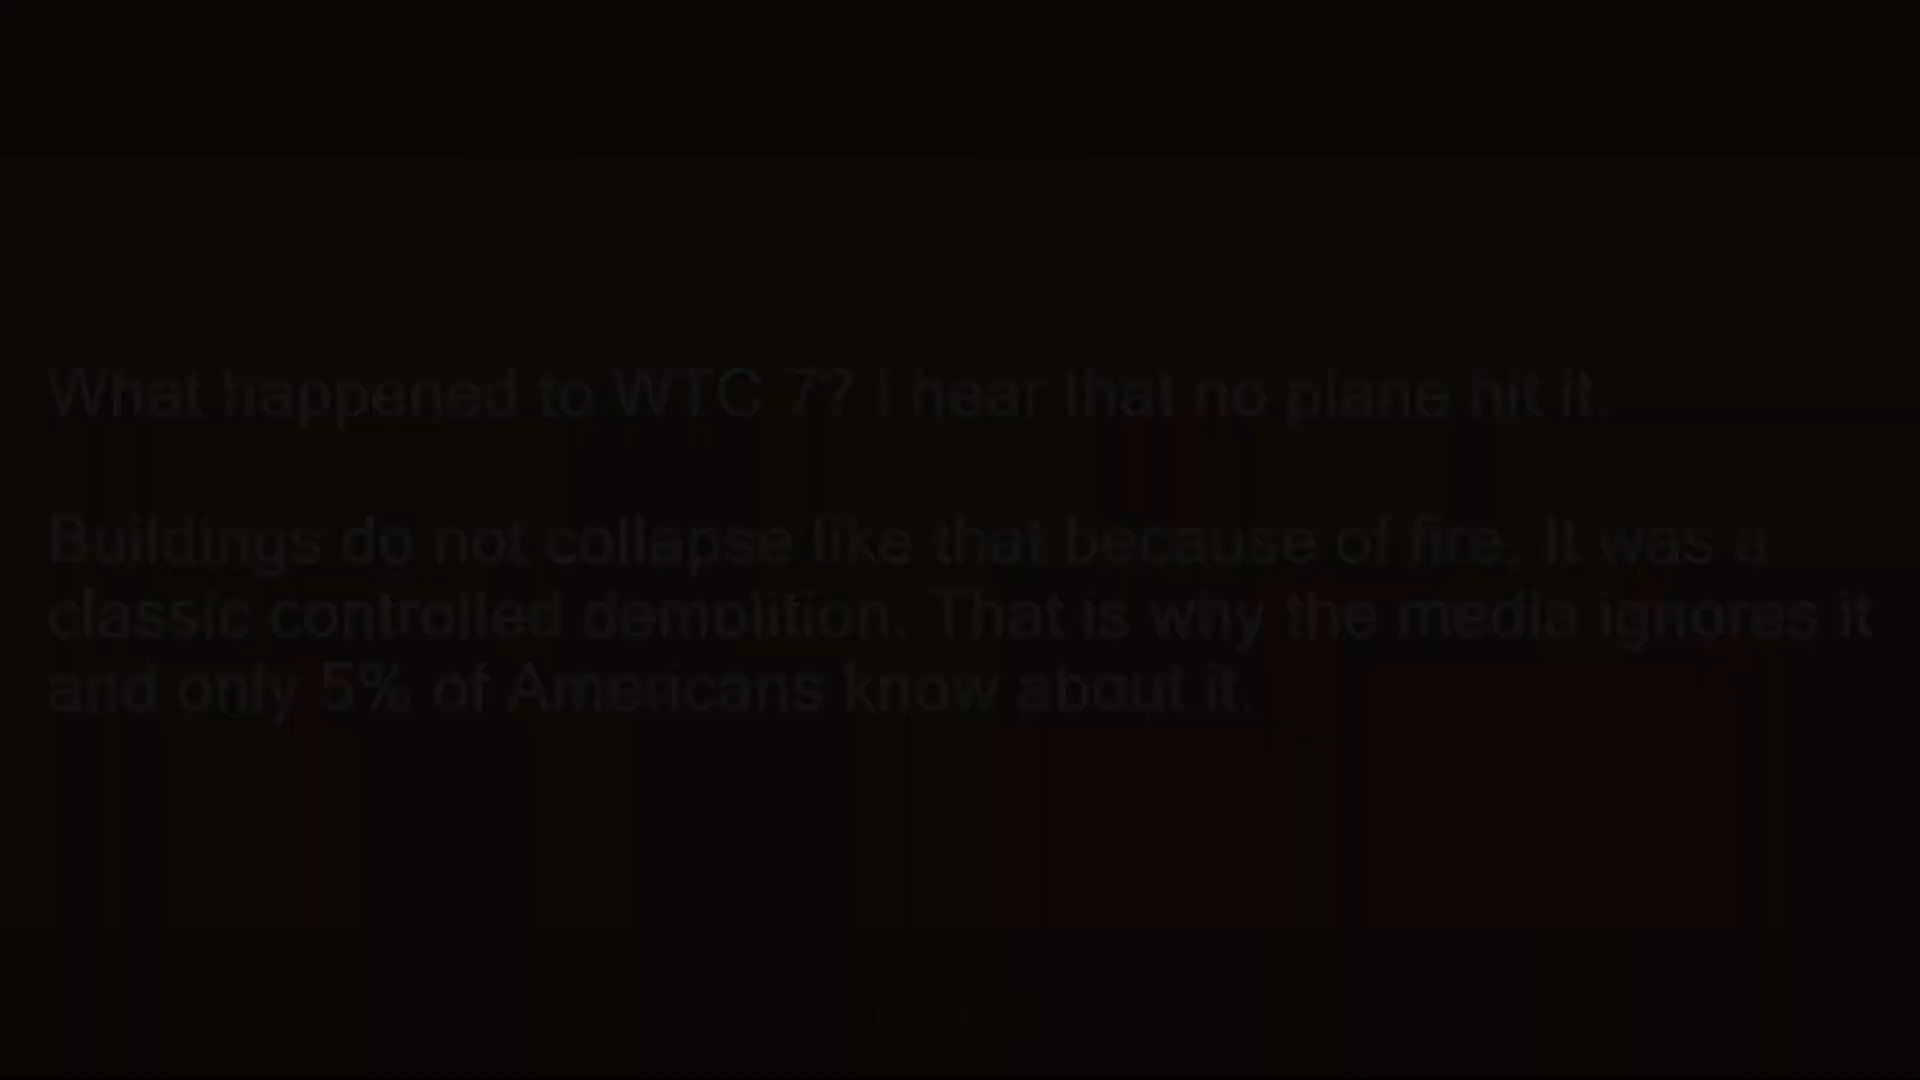 What happened to WTC 7? I hear that no plane hit it.
Buildings do not collapse like that because of fire. It was a
classic controlled demolition. That is why the media ignores it
and only 5% of Americans know about it.